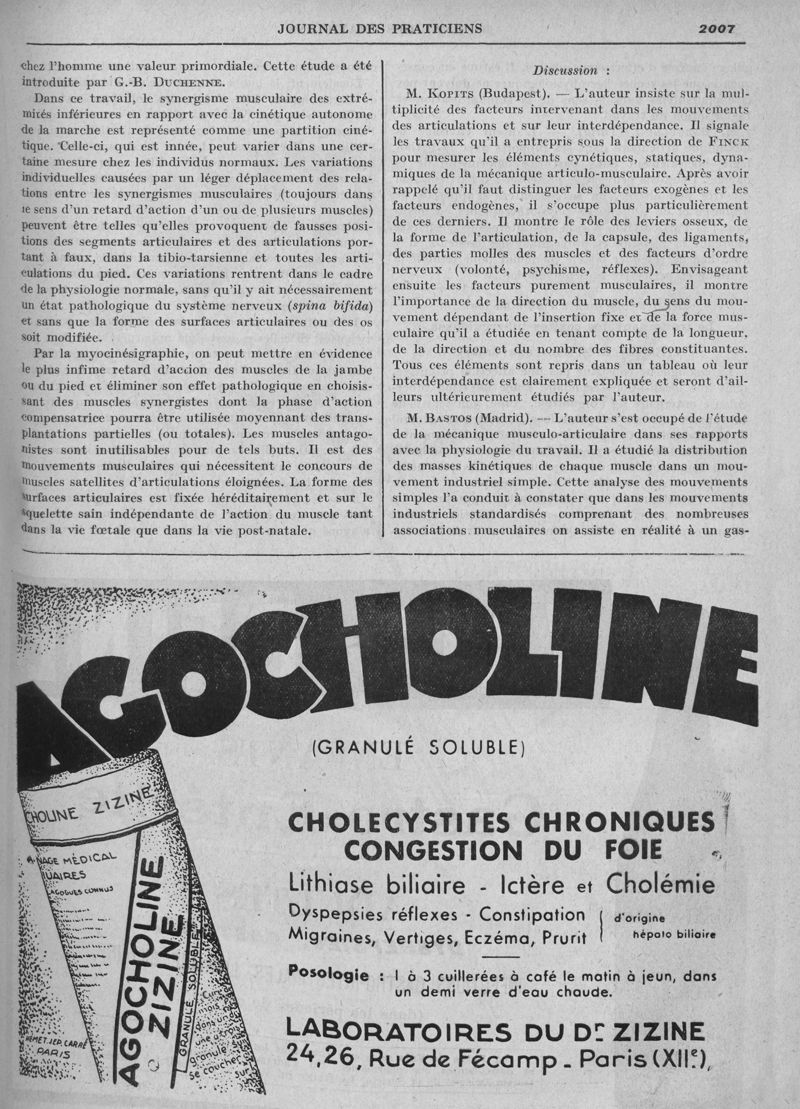 JOURNAL DES PRATICIENS
2007
chez l'homme une valeur primordiale. Cette étude a été
introduite par G.-B. DUCHENNE.
Dans ce travail, le synergisme musculaire des extré-
mités inférieures en rapport avec la cinétique autonome
de la marche est représenté comme une partition ciné-
tique. Celle-ci, qui est innée, peut varier dans une cer-
taine mesure chez les individus normaux. Les variations
individuelles causées par un léger déplacement des rela-
tions entre les synergismes musculaires (toujours dans
le sens d'un retard d'action d'un ou de plusieurs muscles)
peuvent être telles qu'elles provoquent de fausses posi-
tions des segments articulaires et des articulations por-
tant à faux, dans la tibio-tarsienne et toutes les arti-
culations du pied. Ces variations rentrent dans le cadre
de la physiologie normale, sans qu'il y ait nécessairement
un état pathologique du système nerveux (spina bifida)
et sans que la forme des surfaces articulaires ou des os
soit modifiée.
Par la myocinésigraphie, on peut mettre en évidence
le plus infime retard d'action des muscles de la jambe
ou du pied et éliminer son effet pathologique en choisis-
sant des muscles synergistes dont la phase d'action
compensatrice pourra être utilisée moyennant des trans-
plantations partielles (ou totales). Les muscles antago-
nistes sont inutilisables pour de tels buts. Il est des
mouvements musculaires qui nécessitent le concours de
muscles satellites d'articulations éloignées. La forme des
surfaces articulaires est fixée héréditairement et sur le
squelette sain indépendante de l'action du muscle tant
dans la vie fœtale que dans la vie post-natale.
Discussion :
M. KOPITS (Budapest). — L'auteur insiste sur la mul-
tiplicité des facteurs intervenant dans les mouvements
des articulations et sur leur interdépendance. Il signale
les travaux qu'il a entrepris sous la direction de FINCK
pour mesurer les éléments cynétiques, statiques, dyna-
miques de la mécanique articulo-musculaire. Après avoir
rappelé qu'il faut distinguer les facteurs exogènes et les
facteurs endogènes, il s'occupe plus particulièrement
de ces derniers. Il montre le rôle des leviers osseux, de
la forme de l'articulation, de la capsule, des ligaments,
des parties molles des muscles et des facteurs d'ordre
nerveux (volonté, psychisme, réflexes). Envisageant
ensuite les facteurs purement musculaires, il montre
l'importance de la direction du muscle, du sens du mou-
vement dépendant de l'insertion fixe et de la force mus-
culaire qu'il a étudiée en tenant compte de la longueur,
de la direction et du nombre des fibres constituantes.
Tous ces éléments sont repris dans un tableau où leur
interdépendance est clairement expliquée et seront d'ail-
leurs ultérieurement étudiés par l'auteur.
M. BASTOS (Madrid). — L'auteur s'est occupé de l'étude
de la mécanique musculo-articulaire dans ses rapports
avec la physiologie du travail. Il a étudié la distribution
des masses kinétiques de chaque muscle dans un mou-
vement industriel simple. Cette analyse des mouvements
simples l'a conduit à constater que dans les mouvements
industriels standardisés comprenant des nombreuses
associations musculaires on assiste en réalité à un gas-
AGOCHOLINE
(GRANULÉ SOLUBLE)
CHOLINE ZIZINE
NAGE MÉDICAL
AGOGUES CONNUS
AGOCHOLINE
ZIZINE
GRANULÉ SOLUBLE
PARIS
se coucher
CHOLECYSTITES CHRONIQUES
CONGESTION DU FOIE
Lithiase biliaire - Ictère et Cholémie
Dyspepsies réflexes - Constipation
Migraines, Vertiges, Eczéma, Prurit
d'origine
hépato biliaire
Posologie : 1 à 3 cuillerées à café le matin à jeun, dans
un demi verre d'eau chaude.
LABORATOIRES DU Dr ZIZINE
24,26, Rue de Fécamp - Paris (XIIe),